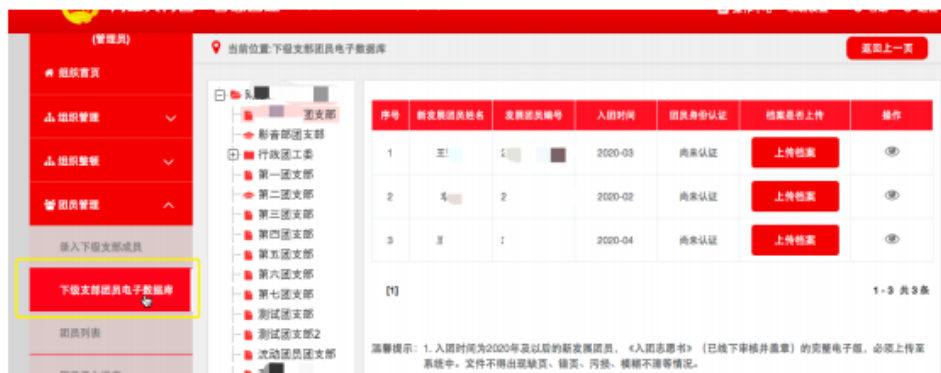 (管理员)
当前位置:下级支部团员电子数据库
返回上一页
组织首页
组织管理
组织整顿
团员管理
录入下级支部成员
下级支部团员电子数据库
团员列表
团支部
影音部团支部
行政团工委
第一团支部
第二团支部
第三团支部
第四团支部
第五团支部
第六团支部
第七团支部
测试团支部
测试团支部2
流动团员团支部
序号 新发展团员姓名 发展团员编号 入团时间 团员身份认证 档案是否上传 操作
1 2020-03 尚未认证 上传档案
2 2 2020-02 尚未认证 上传档案
3 2020-04 尚未认证 上传档案
[1]
1-3 共3条
温馨提示: 1. 入团时间为2020年及以后的新发展团员，《入团志愿书》（已线下审核并盖章）的完整电子版，必须上传至
系统中。文件不得出现缺页、错页、污损、模糊不清等情况。